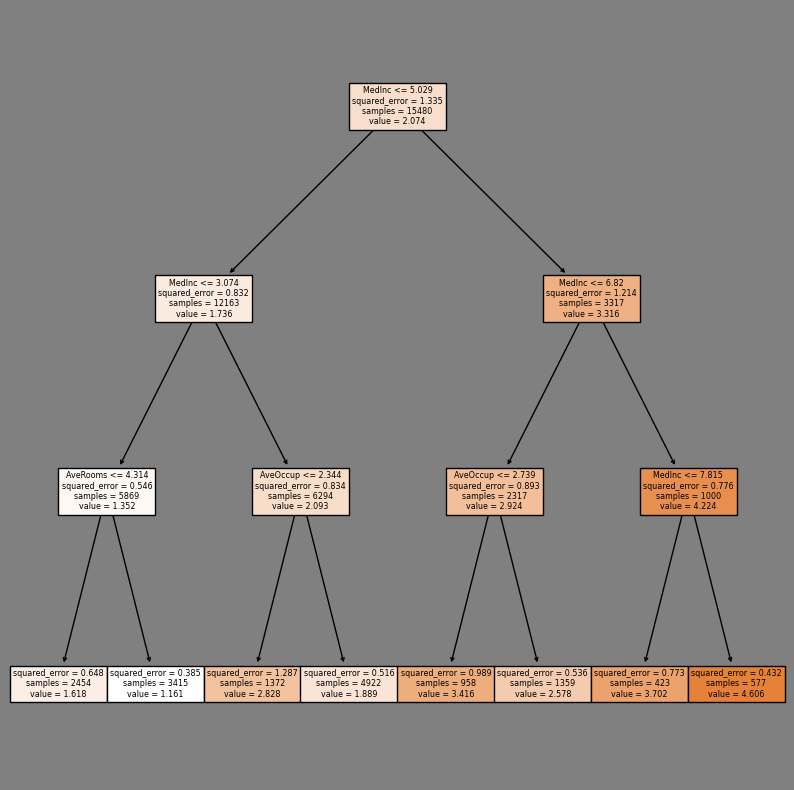 MedInc <= 5.029
squared_error = 1.335
samples = 15480
value = 2.074
MedInc <= 3.074
squared_error = 0.832
samples = 12163
value = 1.736
MedInc <= 6.82
squared_error = 1.214
samples = 3317
value = 3.316
AveRooms <= 4.314
squared_error = 0.546
samples = 5869
value = 1.352
AveOccup <= 2.344
squared_error = 0.834
samples = 6294
value = 2.093
AveOccup <= 2.739
squared_error = 0.893
samples = 2317
value = 2.924
MedInc <= 7.815
squared_error = 0.776
samples = 1000
value = 4.224
squared_error = 0.648
samples = 2454
value = 1.618
squared_error = 0.385
samples = 3415
value = 1.161
squared_error = 1.287
samples = 1372
value = 2.828
squared_error = 0.516
samples = 4922
value = 1.889
squared_error = 0.989
samples = 958
value = 3.416
squared_error = 0.536
samples = 1359
value = 2.578
squared_error = 0.773
samples = 423
value = 3.702
squared_error = 0.432
samples = 577
value = 4.606